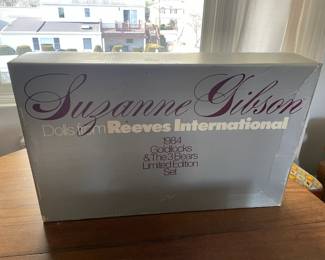 Suzanne Gibson
Dolls from Reeves International
1984
Goldilocks
& The 3 Bears
Limited Edition
Set